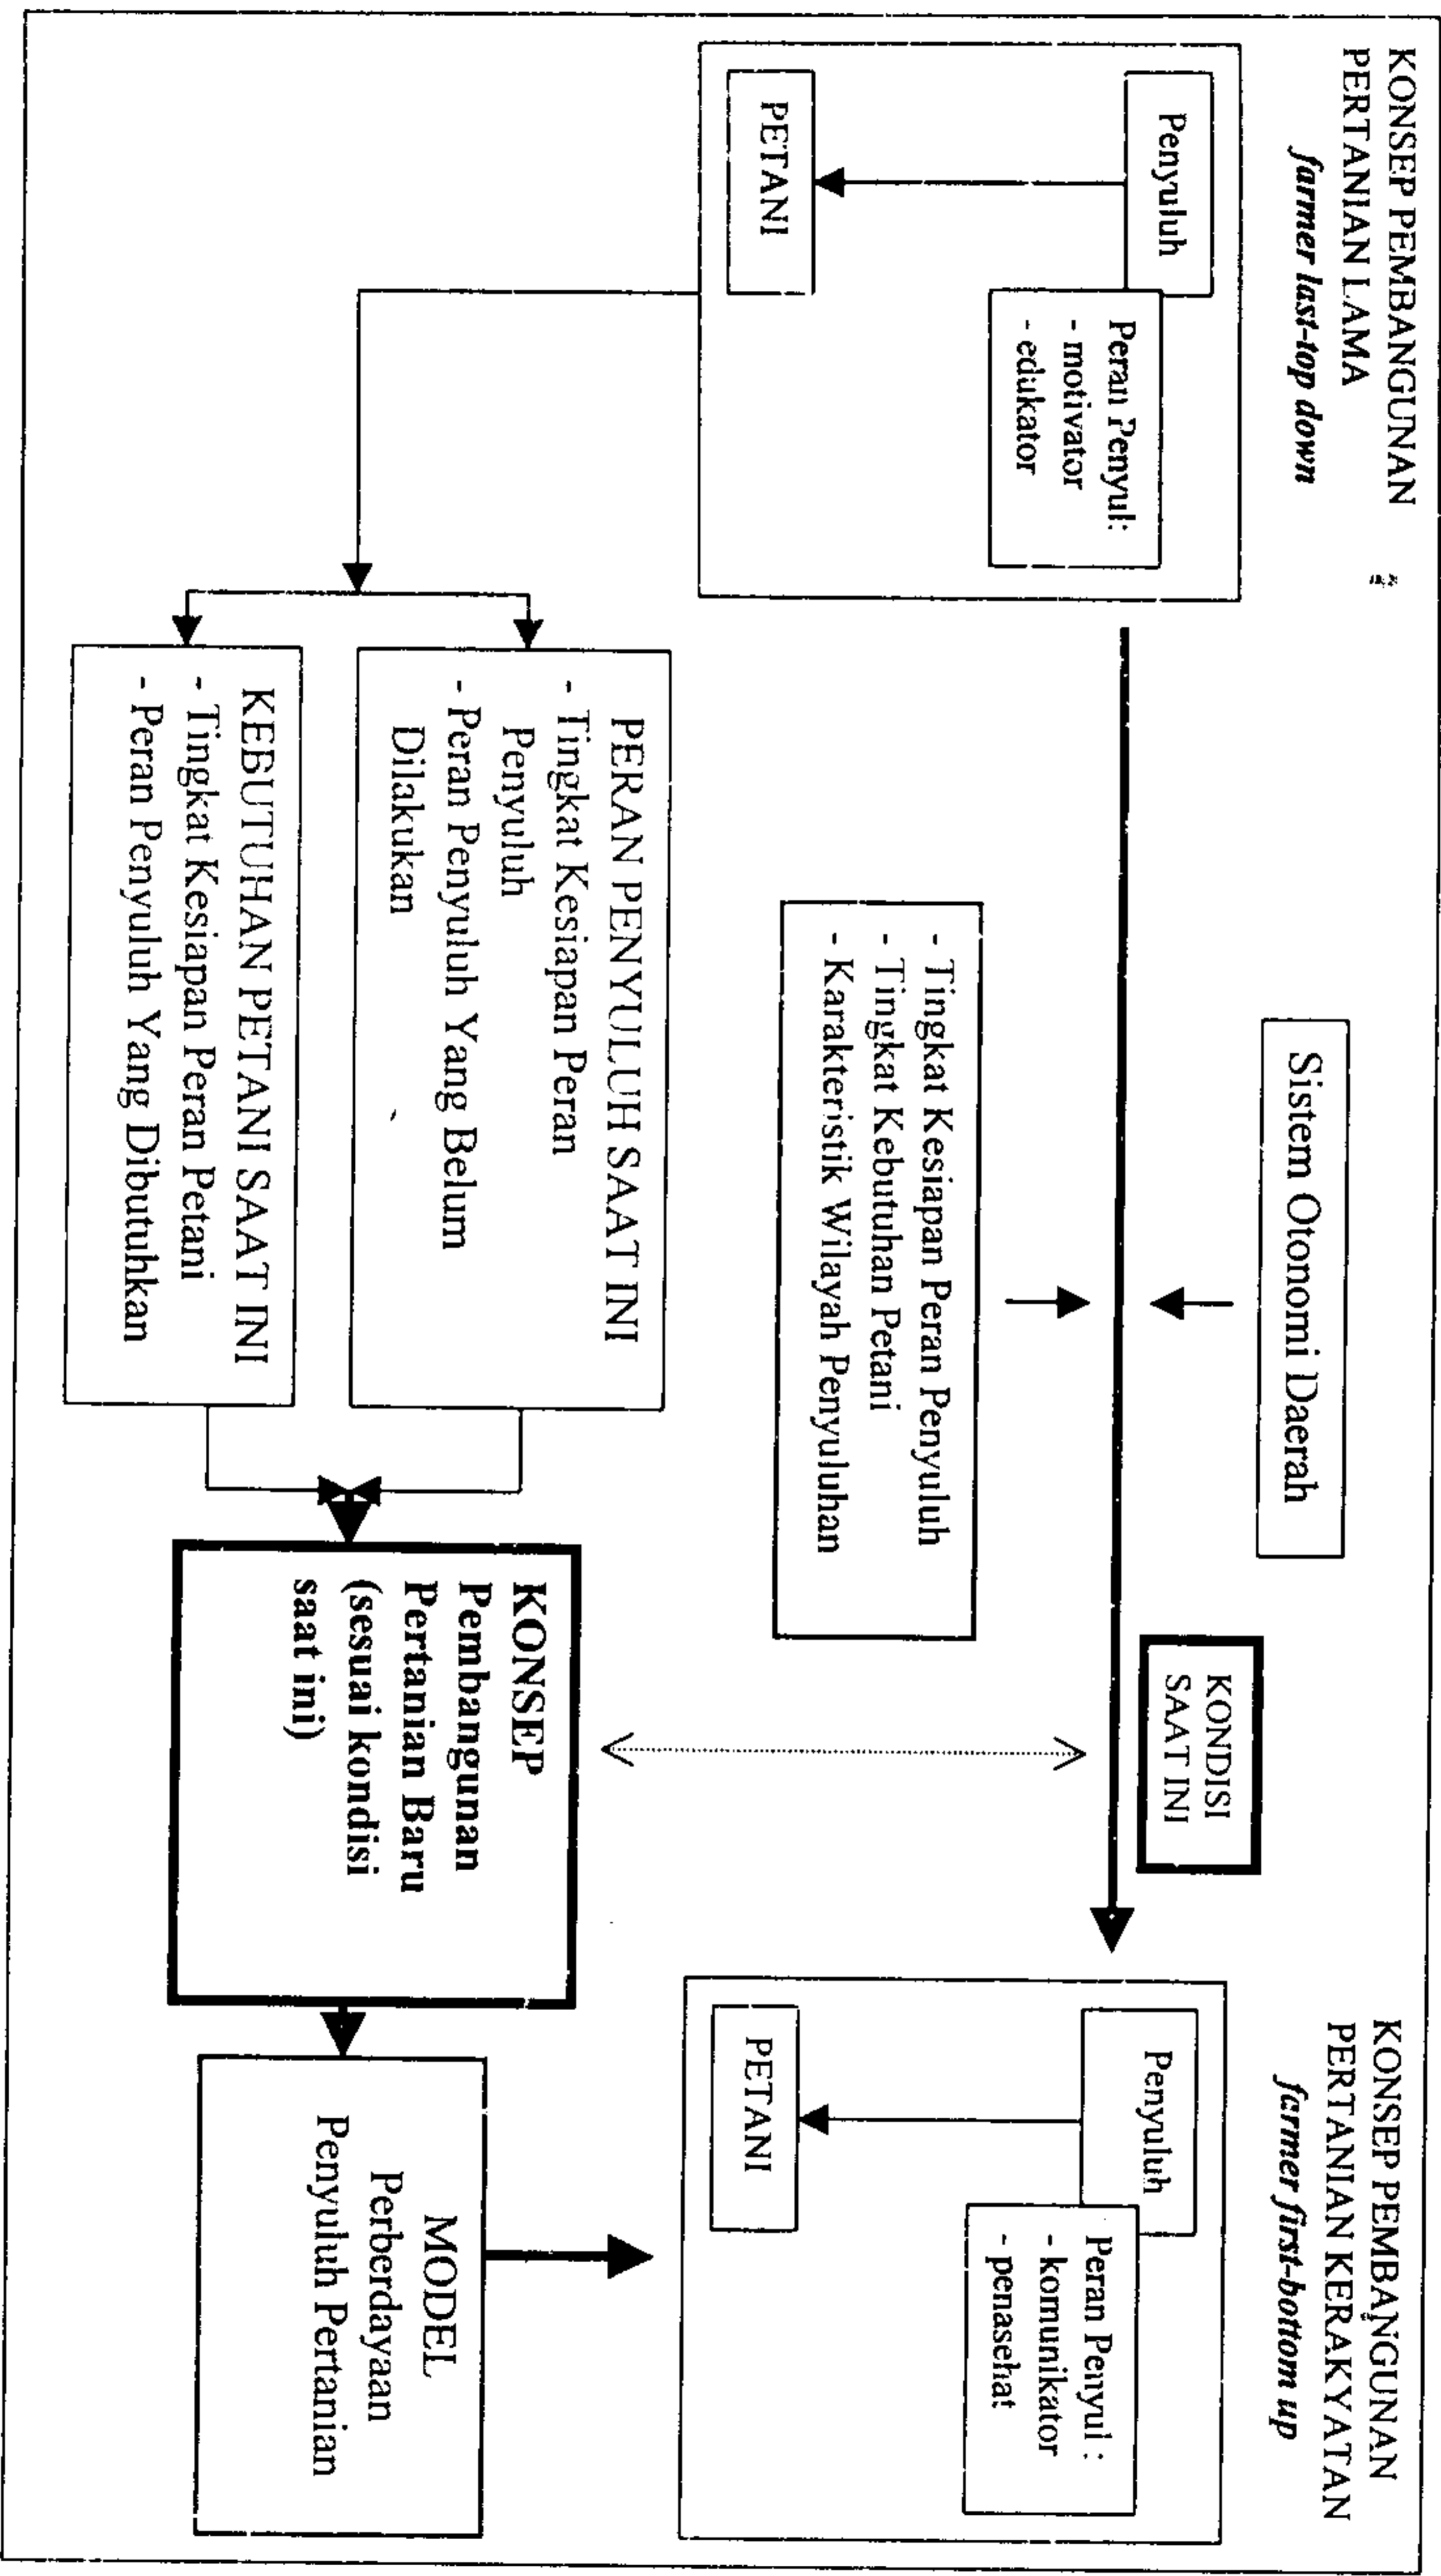 KONSEP PEMBANGUNAN
PERTANIAN LAMA
farmer last-top down
Penyuluh
Peran Penyul:
- motivator
- edukator
PETANI
Sistem Otonomi Daerah
KONDISI
SAAT INI
- Tingkat Kesiapan Peran Penyuluh
- Tingkat Kebutuhan Petani
- Karakteristik Wilayah Penyuluhan
KONSEP PEMBANGUNAN
PERTANIAN KERAKYATAN
farmer first-bottom up
Penyuluh
Peran Penyul :
- komunikator
- penasehat
PETANI
PERAN PENYULUH SAAT INI
- Tingkat Kesiapan Peran
Penyuluh
- Peran Penyuluh Yang Belum
Dilakukan
KEBUTUHAN PETANI SAAT INI
- Tingkat Kesiapan Peran Petani
- Peran Penyuluh Yang Dibutuhkan
KONSEP
Pembangunan
Pertanian Baru
(sesuai kondisi
saat ini)
MODEL
Perberdayaan
Penyuluh Pertanian